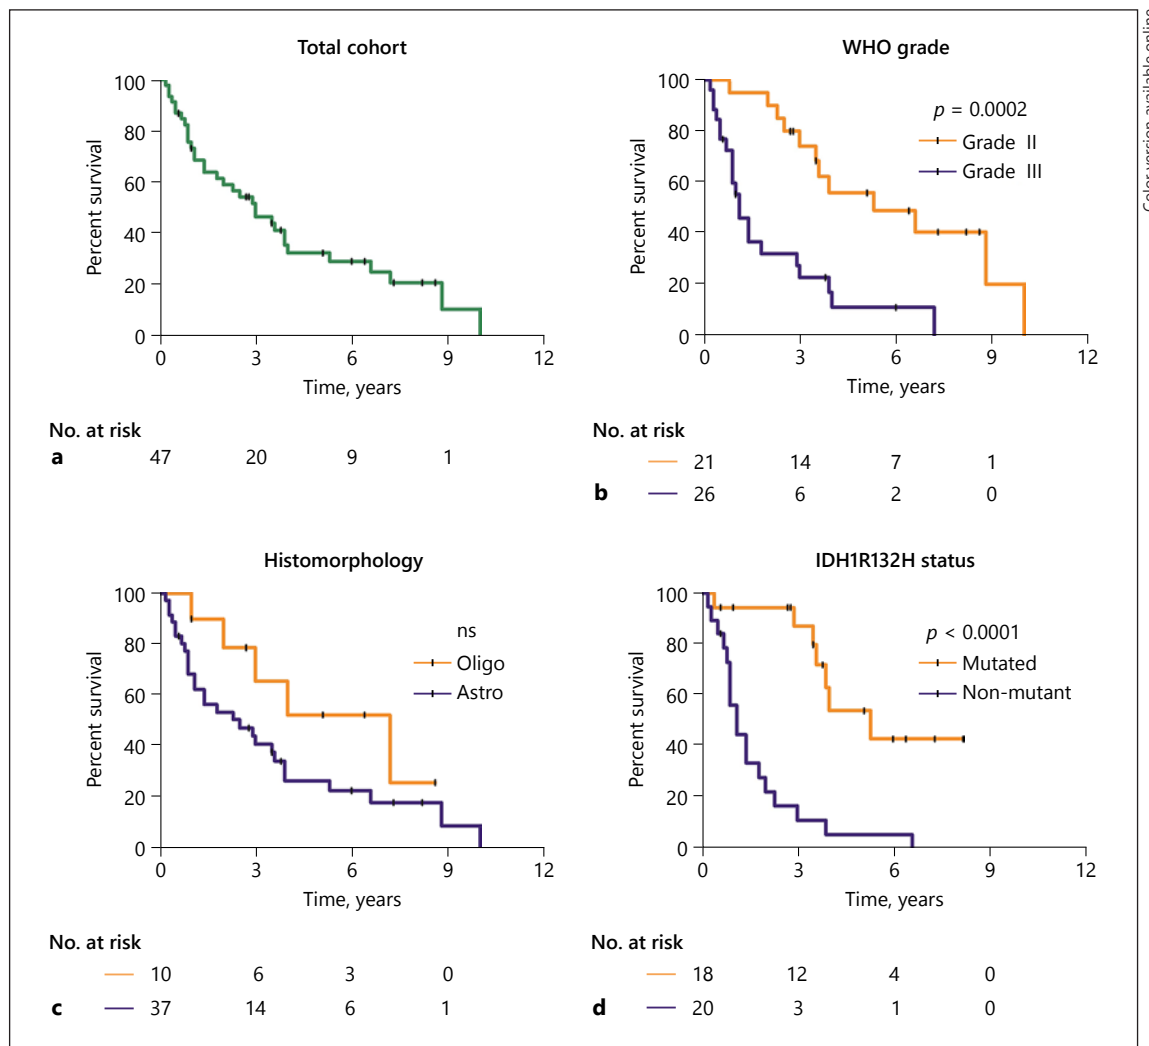 Color version available online
Total cohort
100
80
60
40
20
0
Percent survival
0 3 6 9 12
Time, years
No. at risk
a 47 20 9 1
WHO grade
100
80
60
40
20
0
Percent survival
p = 0.0002
Grade II
Grade III
0 3 6 9 12
Time, years
No. at risk
21 14 7 1
b 26 6 2 0
Histomorphology
100
80
60
40
20
0
Percent survival
ns
Oligo
Astro
0 3 6 9 12
Time, years
No. at risk
10 6 3 0
c 37 14 6 1
IDH1R132H status
100
80
60
40
20
0
Percent survival
p < 0.0001
Mutated
Non-mutant
0 3 6 9 12
Time, years
No. at risk
18 12 4 0
d 20 3 1 0